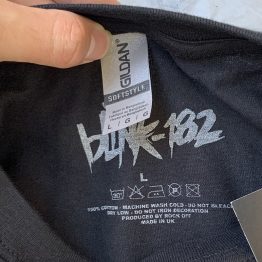 GILDAN
SOFTSTYLE
L | G | G
blink-182
L
100% COTTON - MACHINE WASH COLD - DO NOT BLEACH
DRY LOW - DO NOT IRON DECORATION
PRODUCED BY ROCK OFF
MADE IN UK